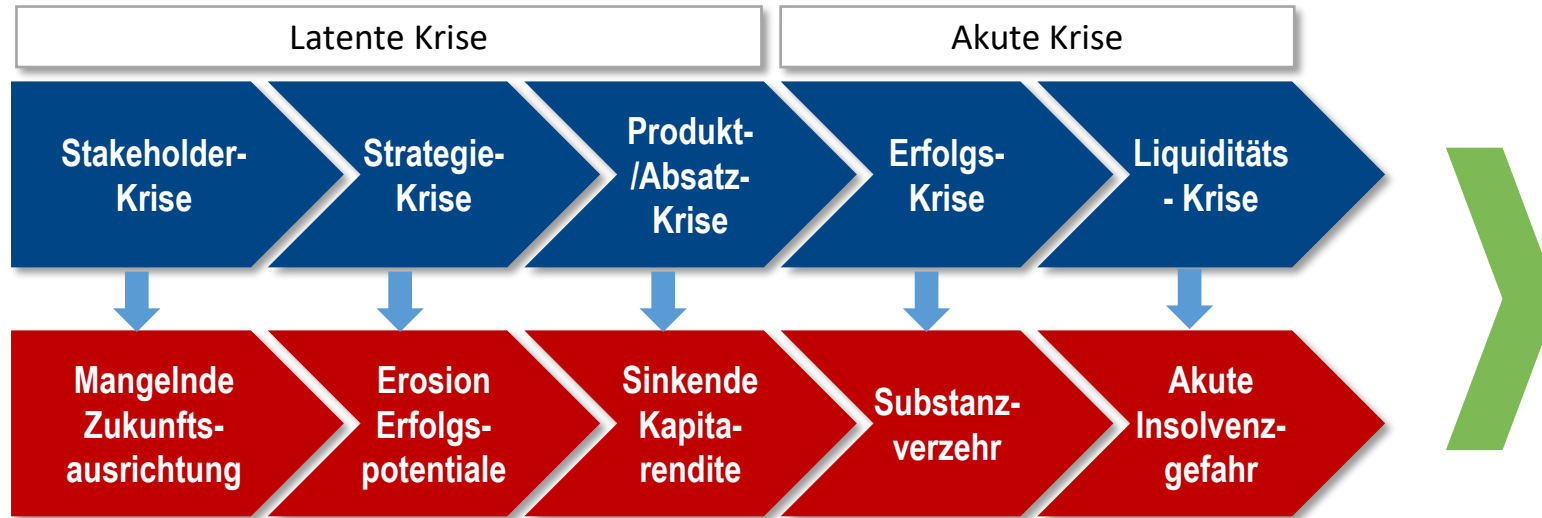 Latente Krise
Akute Krise
Stakeholder-
Krise
Strategie-
Krise
Produkt-
/Absatz-
Krise
Erfolgs-
Krise
Liquiditäts
- Krise
Mangelnde
Zukunfts-
ausrichtung
Erosion
Erfolgs-
potentiale
Sinkende
Kapita-
rendite
Substanz-
verzehr
Akute
Insolvenz-
gefahr